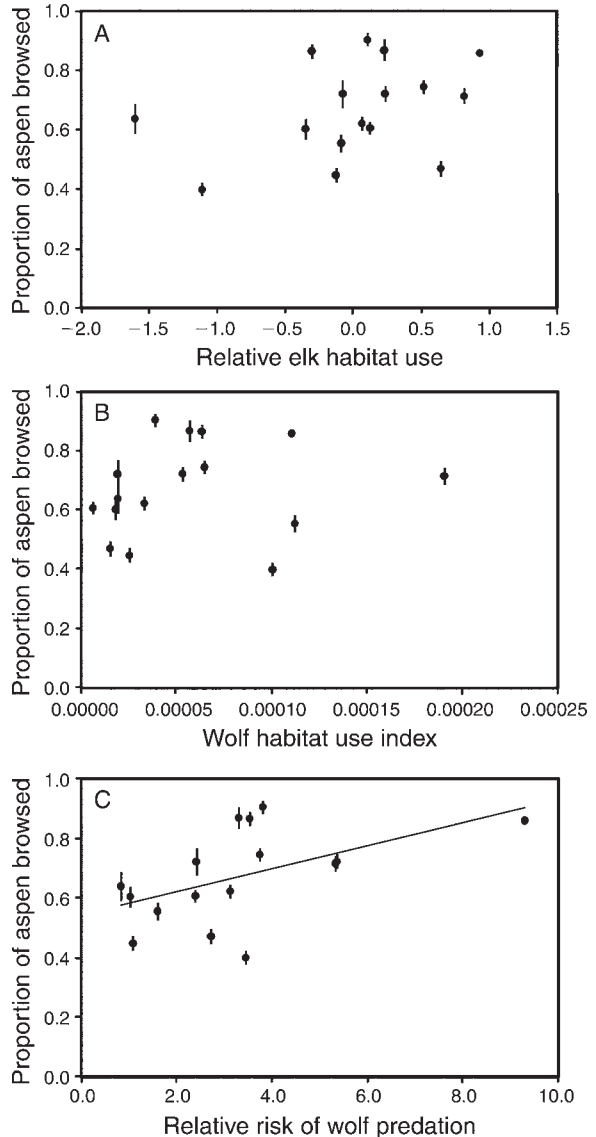 A
Proportion of aspen browsed
1.0
0.8
0.6
0.4
0.2
0.0
−2.0 −1.5 −1.0 −0.5 0.0 0.5 1.0 1.5
Relative elk habitat use
B
Proportion of aspen browsed
1.0
0.8
0.6
0.4
0.2
0.0
0.00000 0.00005 0.00010 0.00015 0.00020 0.00025
Wolf habitat use index
C
Proportion of aspen browsed
1.0
0.8
0.6
0.4
0.2
0.0
0.0 2.0 4.0 6.0 8.0 10.0
Relative risk of wolf predation